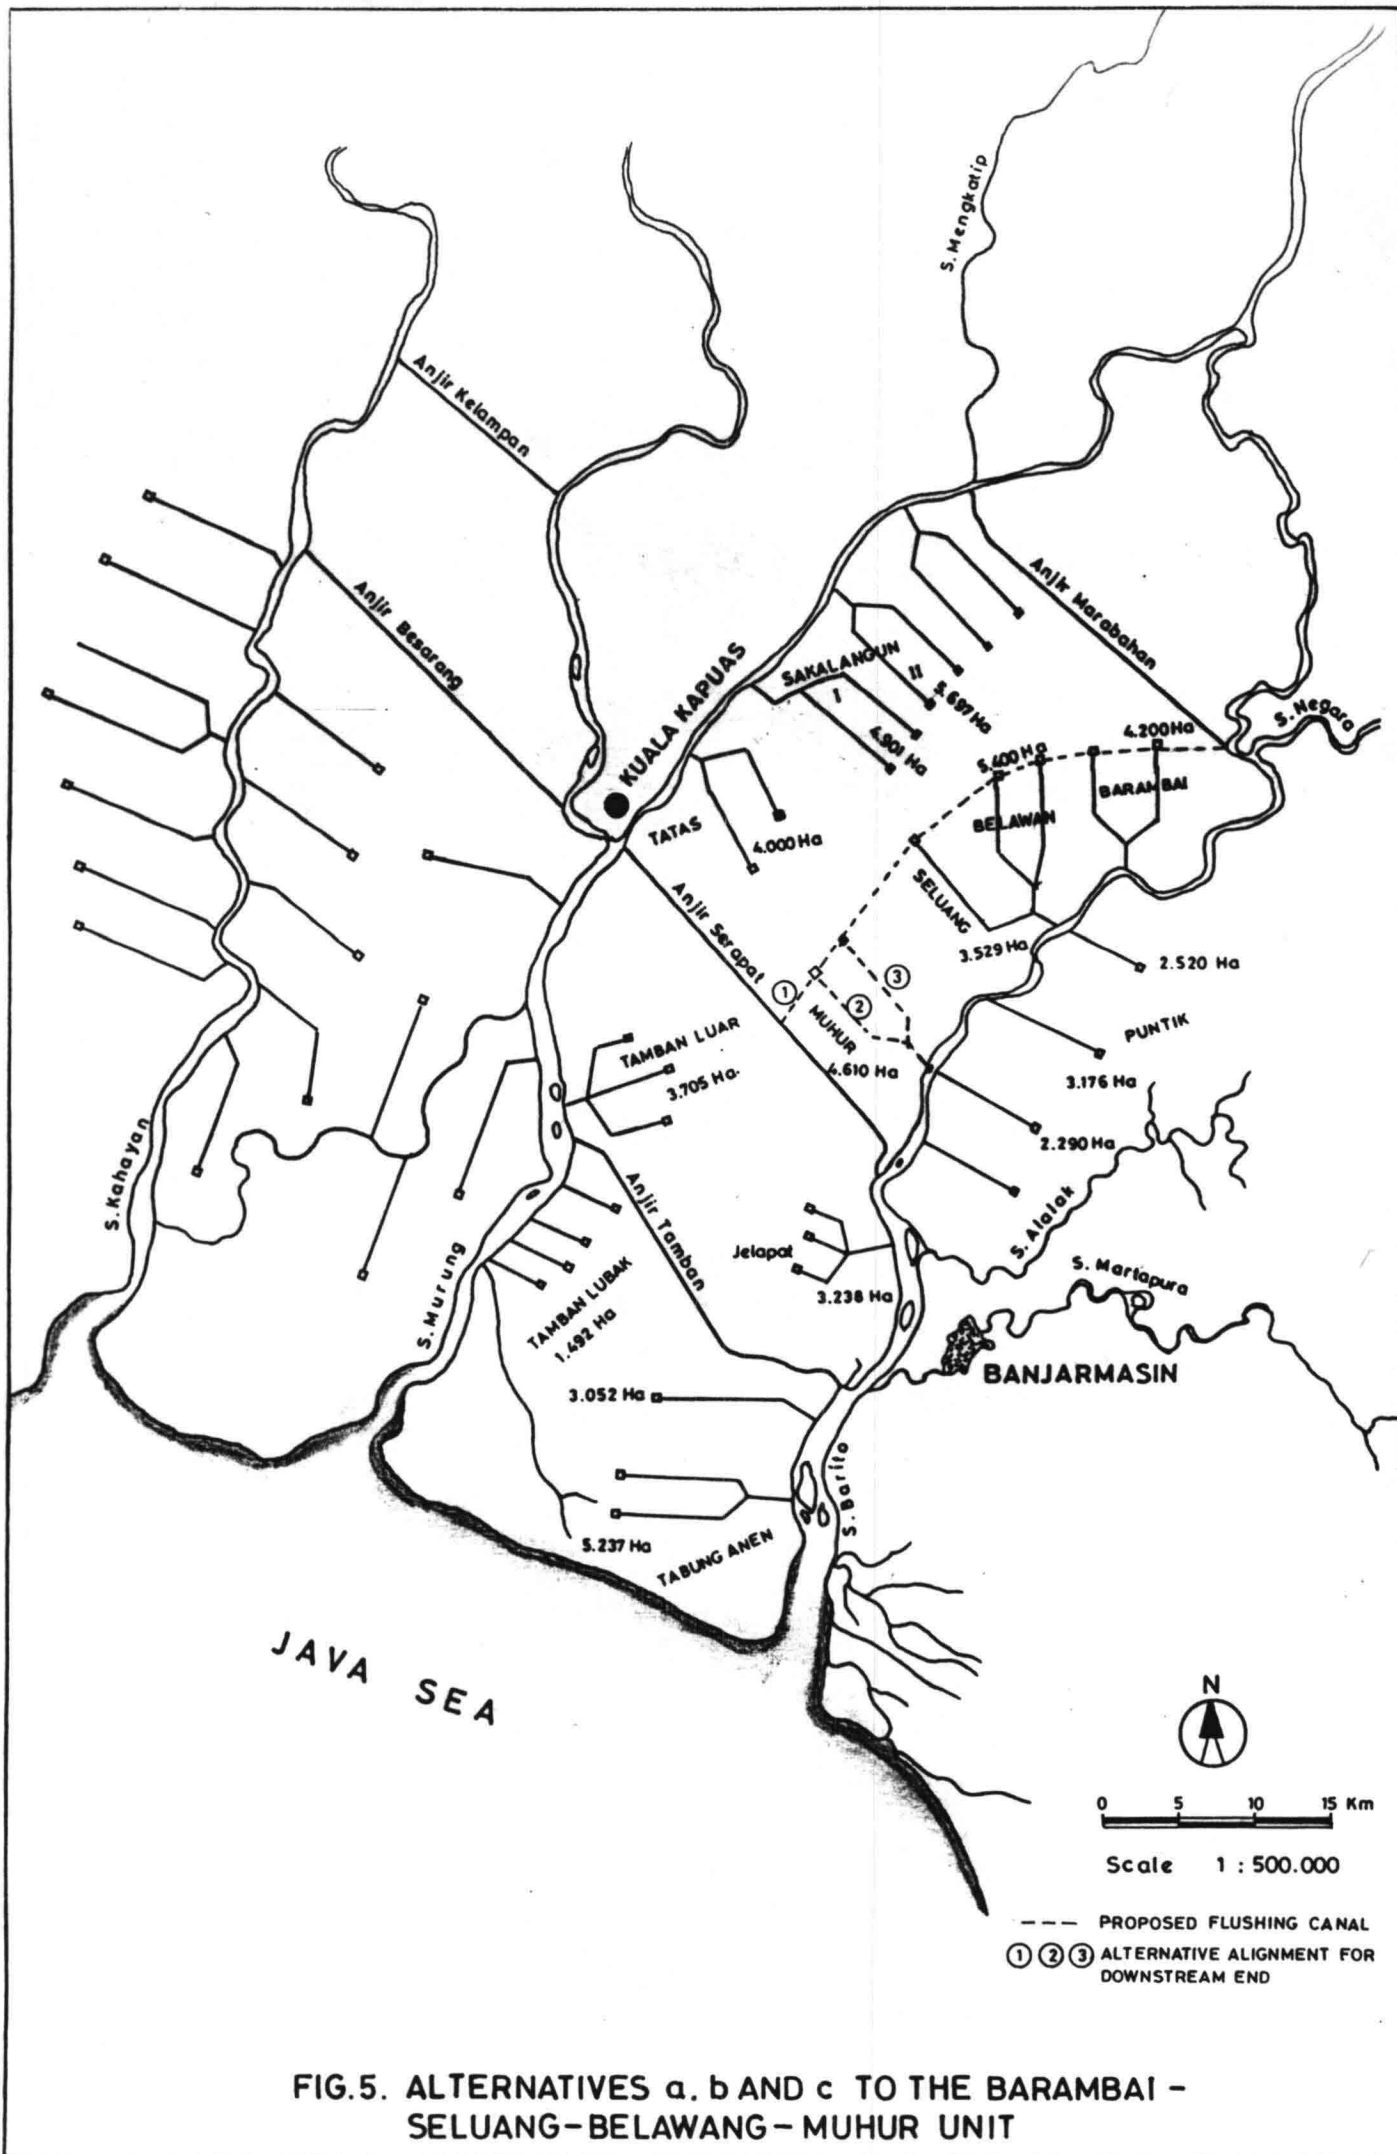 S. Mengkatip
Anjir Kelampan
Anjir Besarang
Anjir Marabahan
KUALA KAPUAS
SAKALANGUN
I
II
5.697 Ha
4.901 Ha
S. Negara
4.200 Ha
5.400 Ha
BARAMBAI
BELAWAN
TATAS
4.000 Ha
SELUANG
3.529 Ha
2.520 Ha
Anjir Serapat
1
2
3
MUHUR
4.610 Ha
PUNTIK
3.176 Ha
2.290 Ha
TAMBAN LUAR
3.705 Ha.
S. Kahayan
S. Murung
Anjir Tamban
Jelapat
3.238 Ha
S. Alalak
S. Martapura
TAMBAN LUBAK
1.492 Ha
BANJARMASIN
3.052 Ha
S. Barito
5.237 Ha
TABUNG ANEN
JAVA SEA
N
0 5 10 15 Km
Scale 1 : 500.000
PROPOSED FLUSHING CANAL
1 2 3 ALTERNATIVE ALIGNMENT FOR
DOWNSTREAM END
FIG.5. ALTERNATIVES a, b AND c TO THE BARAMBAI -
SELUANG-BELAWANG-MUHUR UNIT